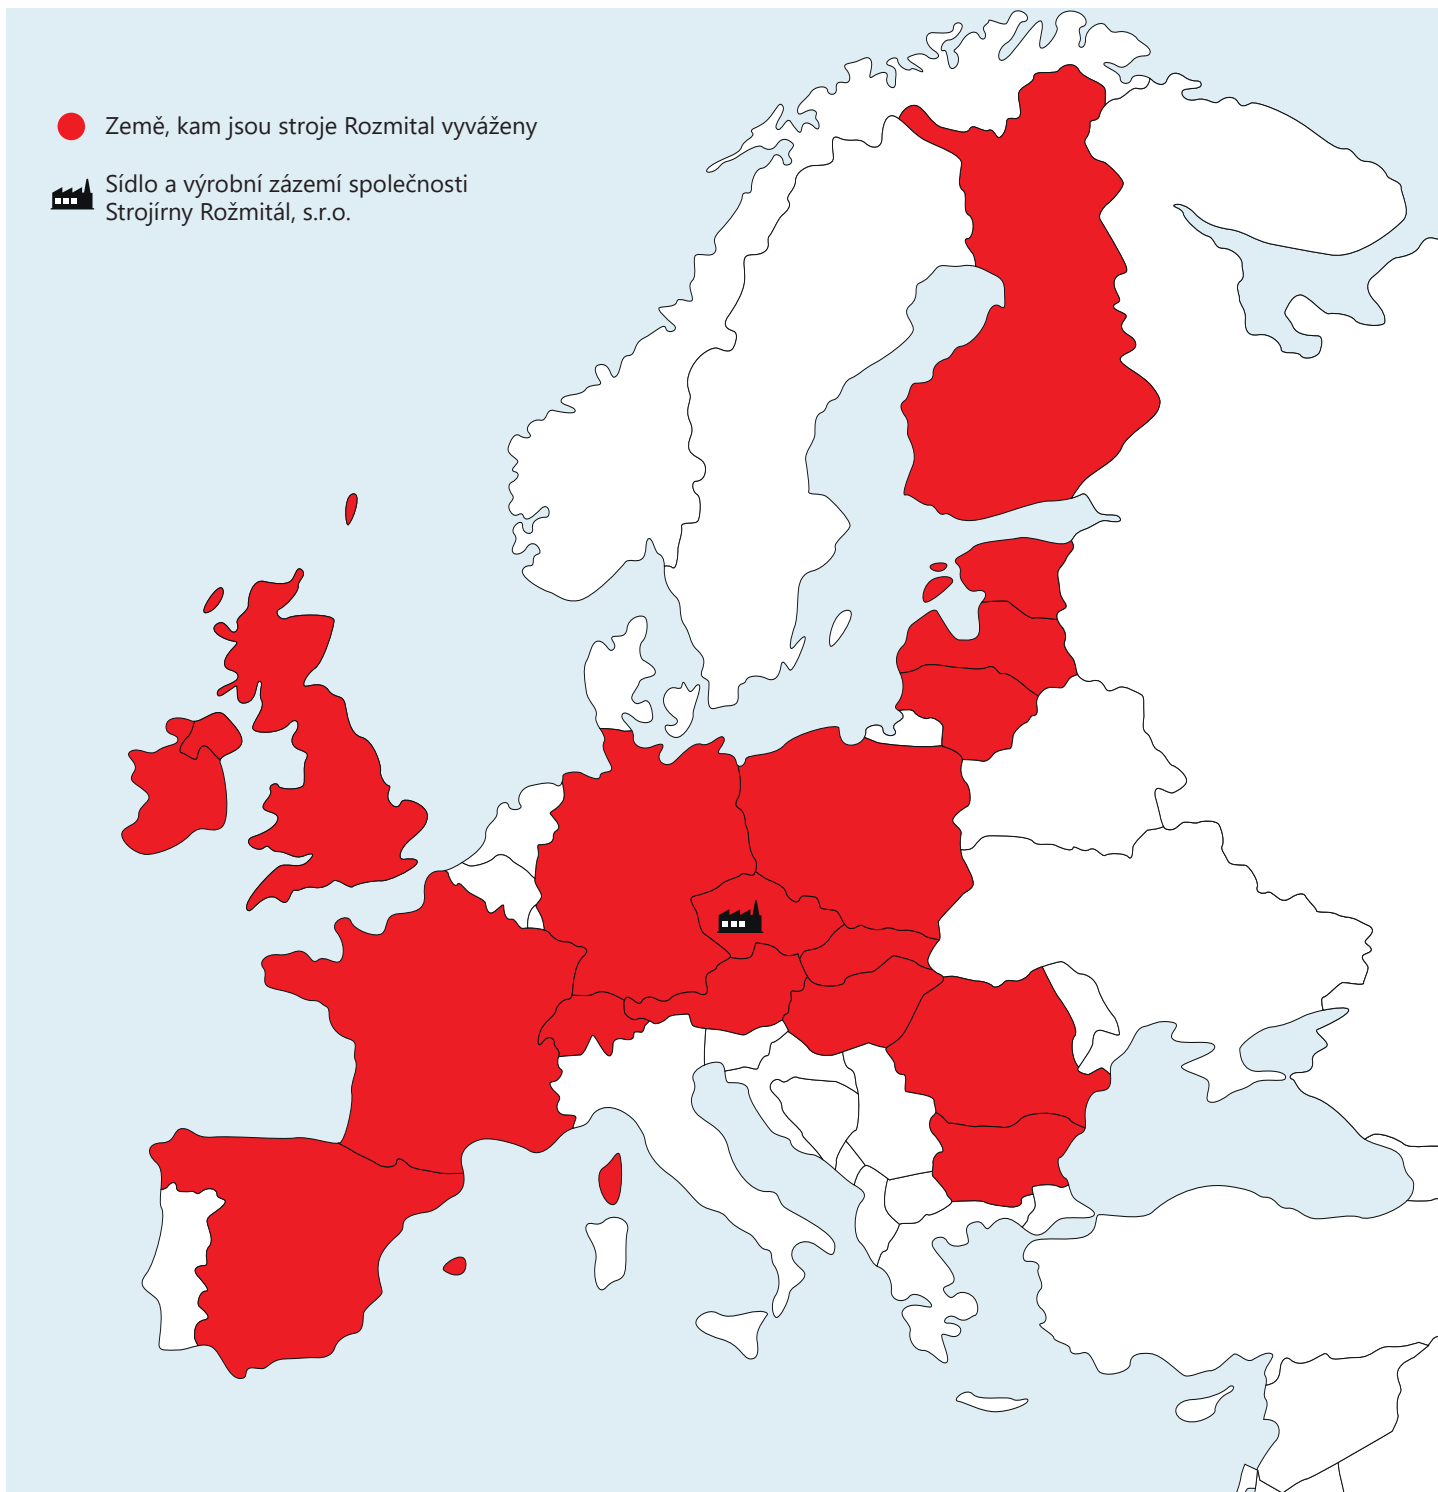 Země, kam jsou stroje Rozmital vyváženy
Sídlo a výrobní zázemí společnosti
Strojírny Rožmitál, s.r.o.